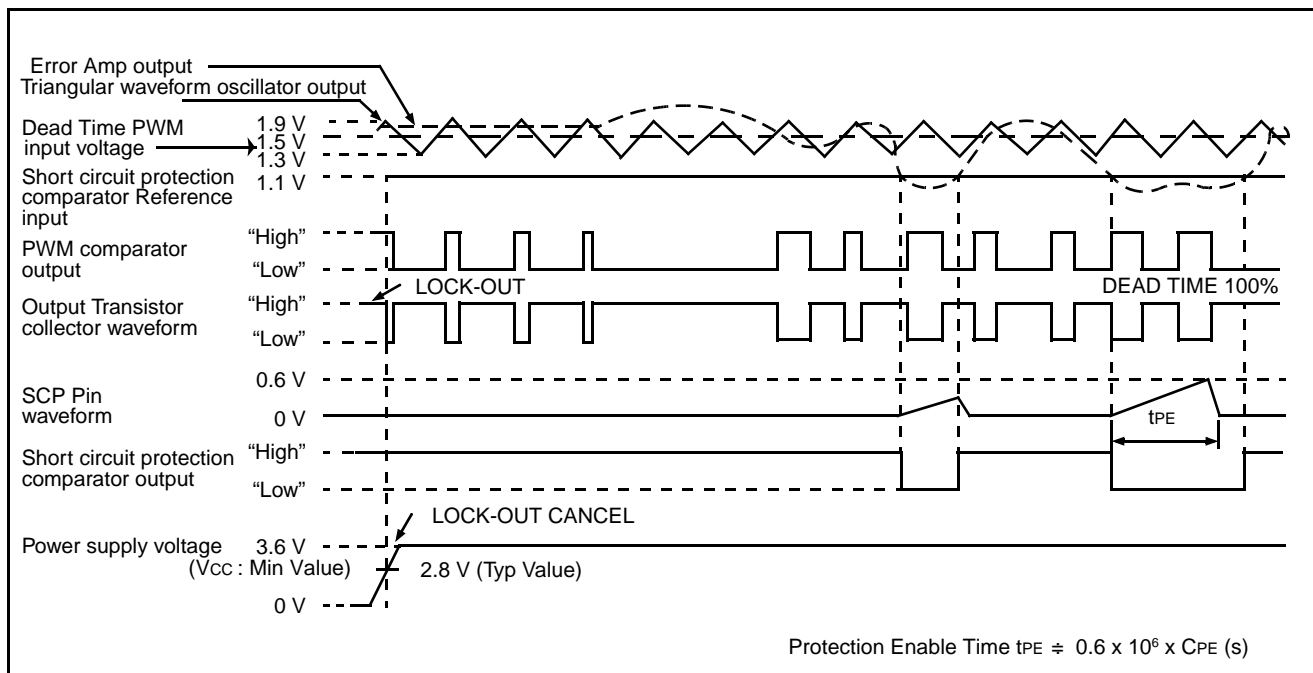 Error Amp output
Triangular waveform oscillator output
Dead Time PWM
input voltage
1.9 V
1.5 V
1.3 V
Short circuit protection
comparator Reference
input
1.1 V
PWM comparator
output
“High”
“Low”
LOCK-OUT
DEAD TIME 100%
Output Transistor
collector waveform
“High”
“Low”
SCP Pin
waveform
0.6 V
0 V
tPE
Short circuit protection
comparator output
“High”
“Low”
LOCK-OUT CANCEL
Power supply voltage
3.6 V
(VCC : Min Value)
2.8 V (Typ Value)
0 V
Protection Enable Time tPE ≑ 0.6 x 10⁶ x CPE (s)